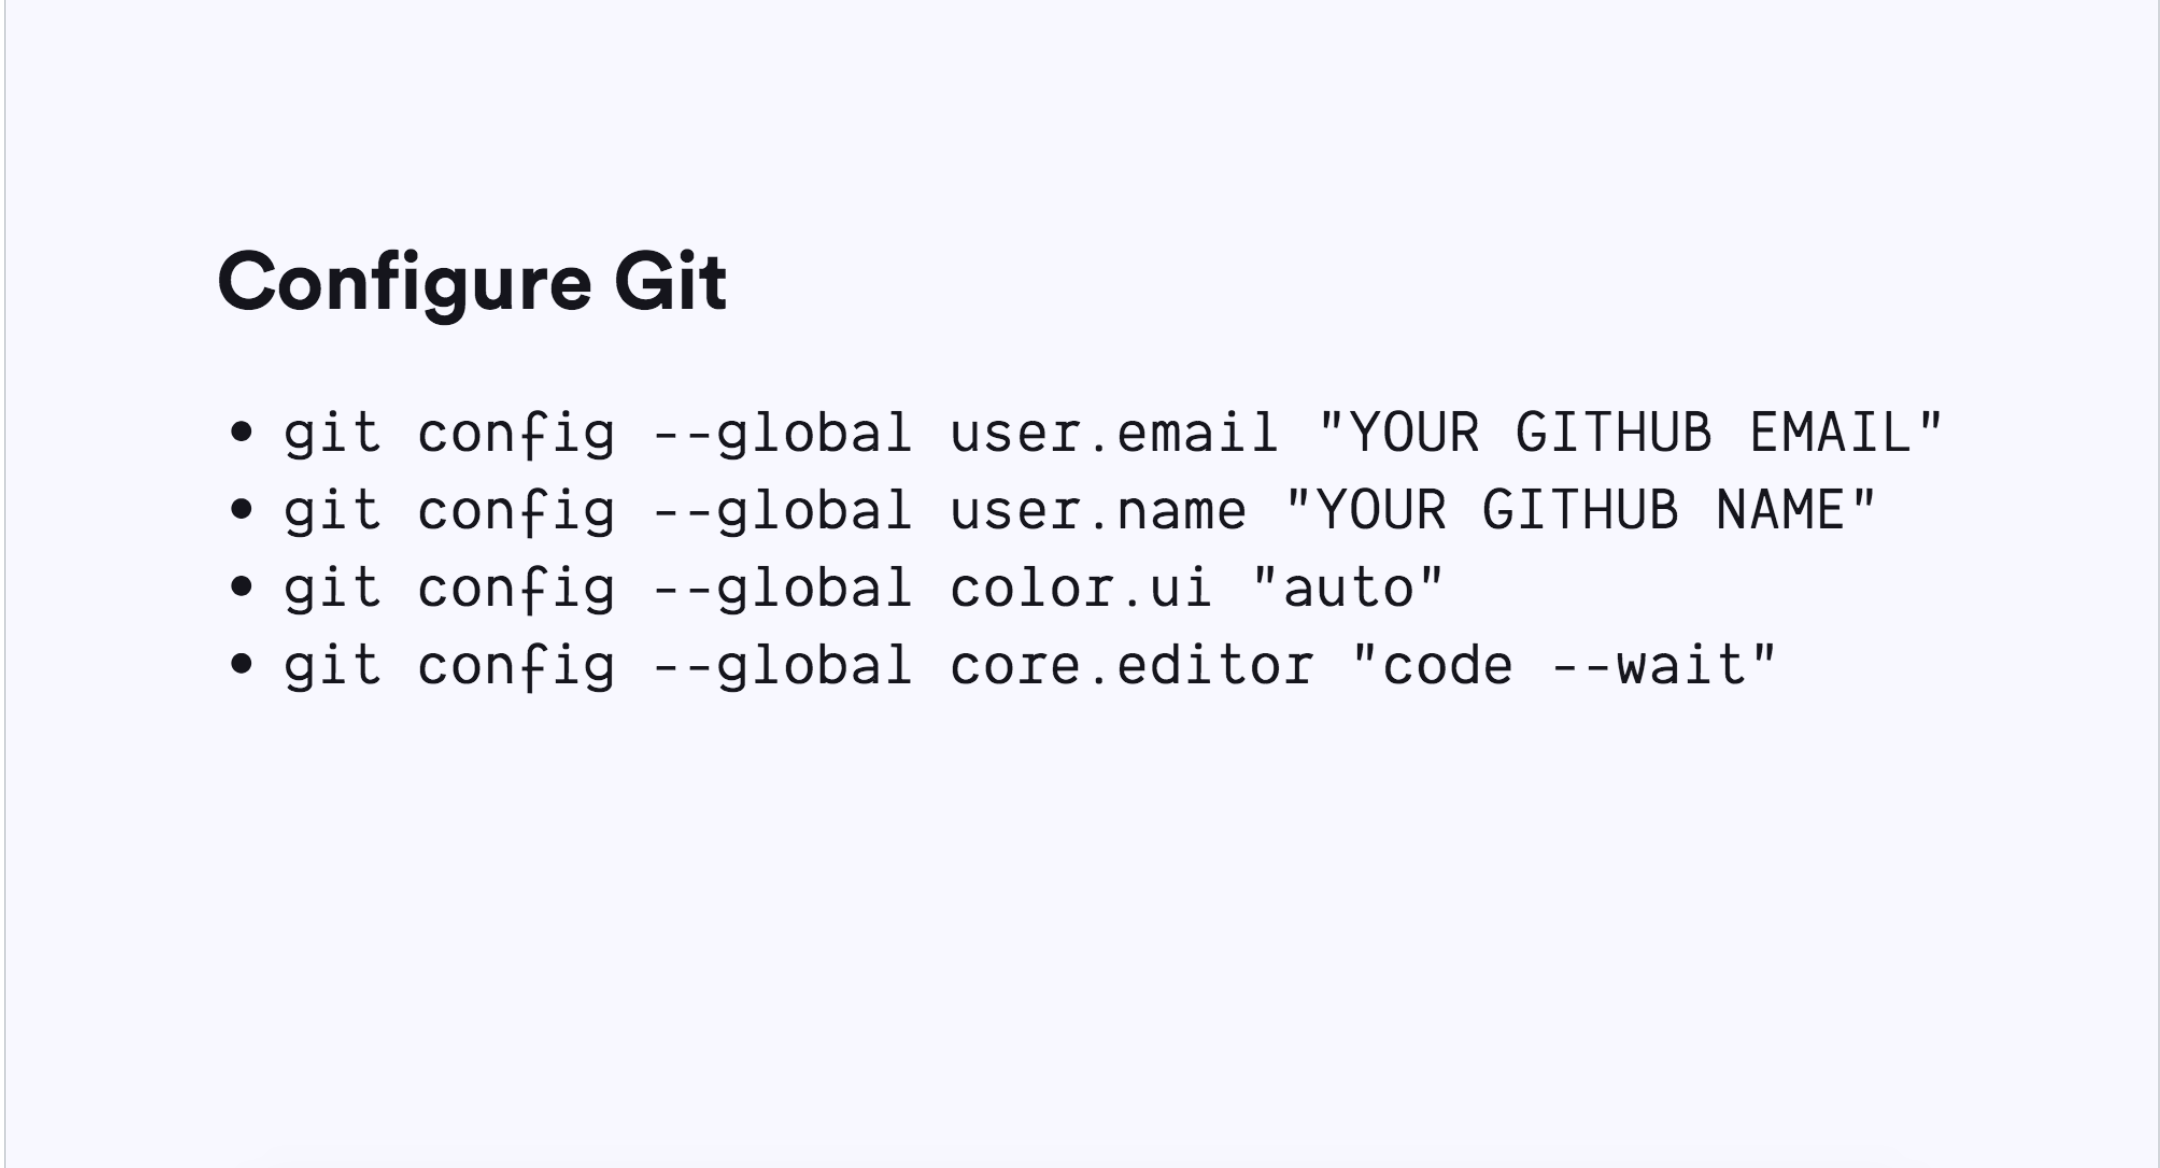 Configure Git
• git config --global user.email "YOUR GITHUB EMAIL"
• git config --global user.name "YOUR GITHUB NAME"
• git config --global color.ui "auto"
• git config --global core.editor "code --wait"